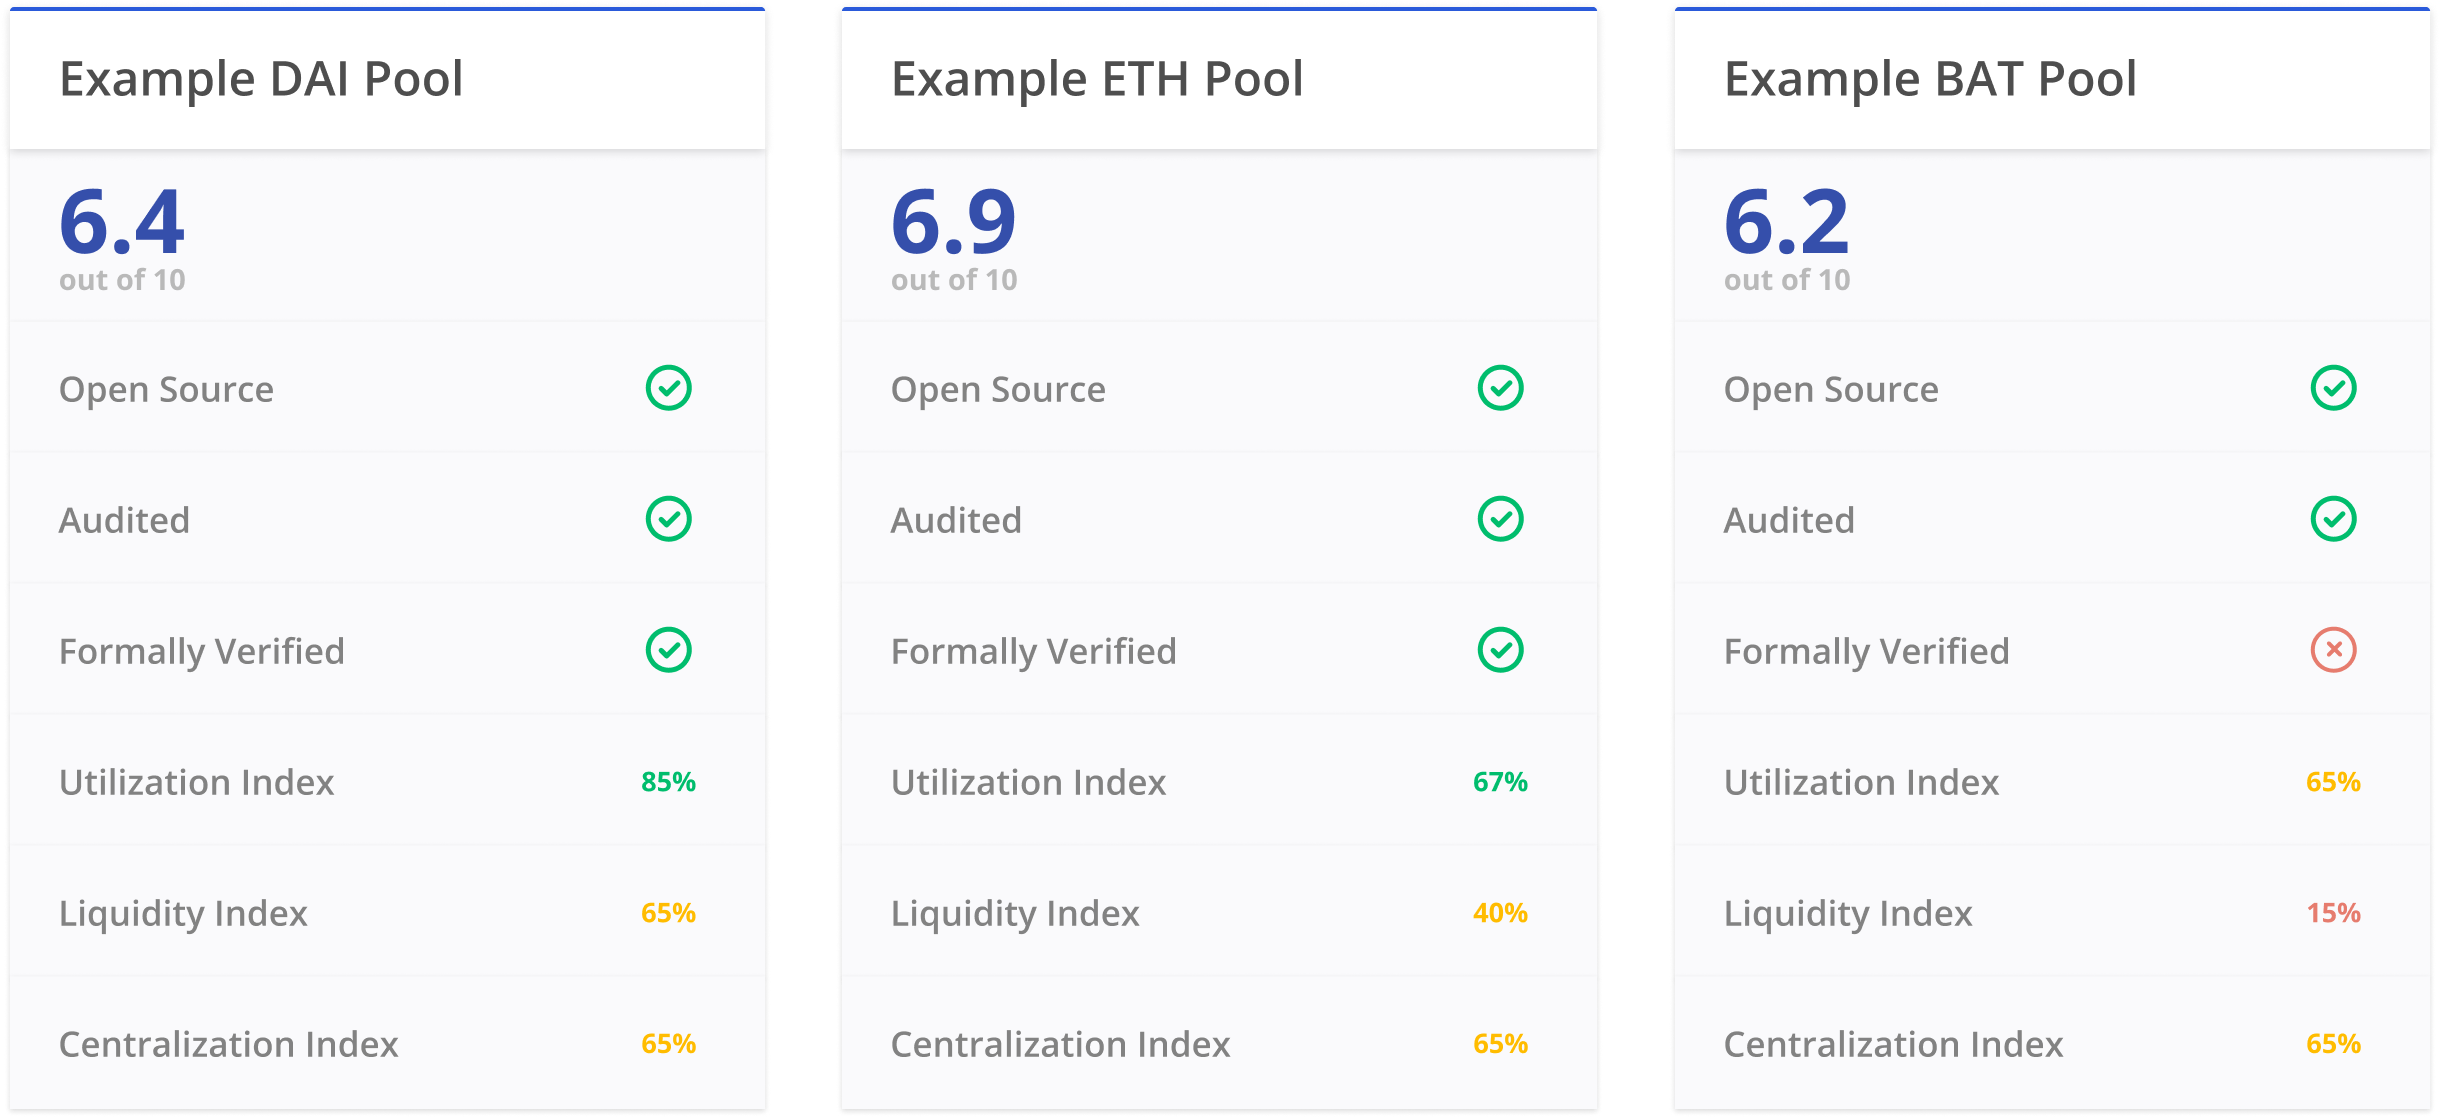 Example DAI Pool
6.4
out of 10
Open Source
Audited
Formally Verified
Utilization Index 85%
Liquidity Index 65%
Centralization Index 65%
Example ETH Pool
6.9
out of 10
Open Source
Audited
Formally Verified
Utilization Index 67%
Liquidity Index 40%
Centralization Index 65%
Example BAT Pool
6.2
out of 10
Open Source
Audited
Formally Verified
Utilization Index 65%
Liquidity Index 15%
Centralization Index 65%